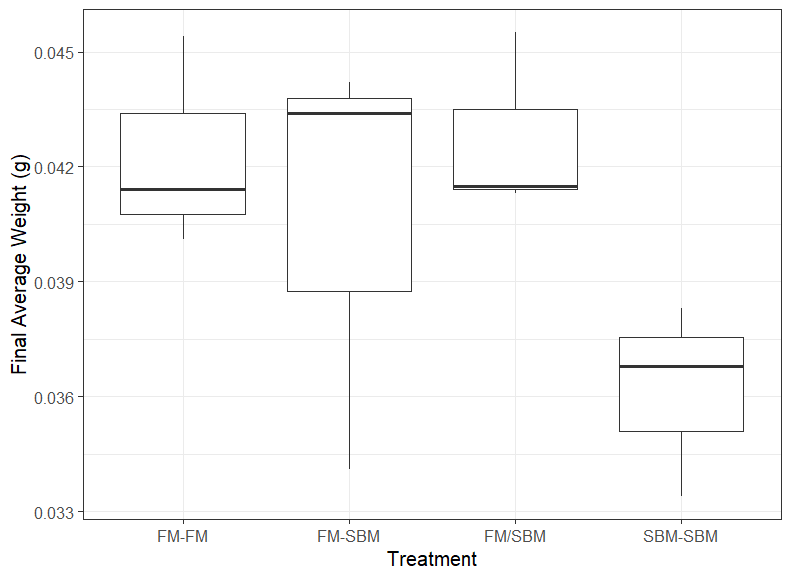 Final Average Weight (g)
0.045
0.042
0.039
0.036
0.033
FM-FM FM-SBM FM/SBM SBM-SBM
Treatment